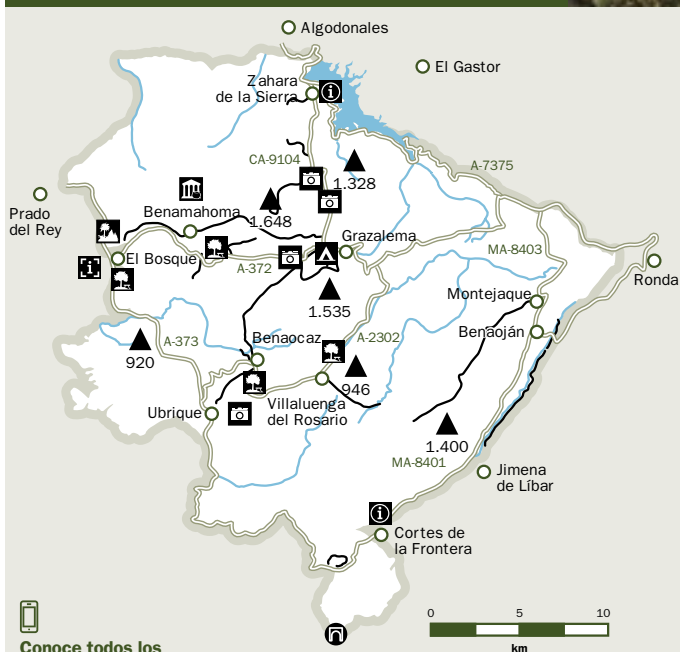 Algodonales
El Gastor
Zahara
de la Sierra
CA-9104
A-7375
1.328
Prado
del Rey
Benamahoma
1.648
Grazalema
MA-8403
El Bosque
A-372
Ronda
Montejaque
1.535
Benaoján
A-373
Benaocaz
A-2302
920
946
Ubrique
Villaluenga
del Rosario
1.400
MA-8401
Jimena
de Líbar
Cortes de
la Frontera
0 5 10
km
Conoce todos los